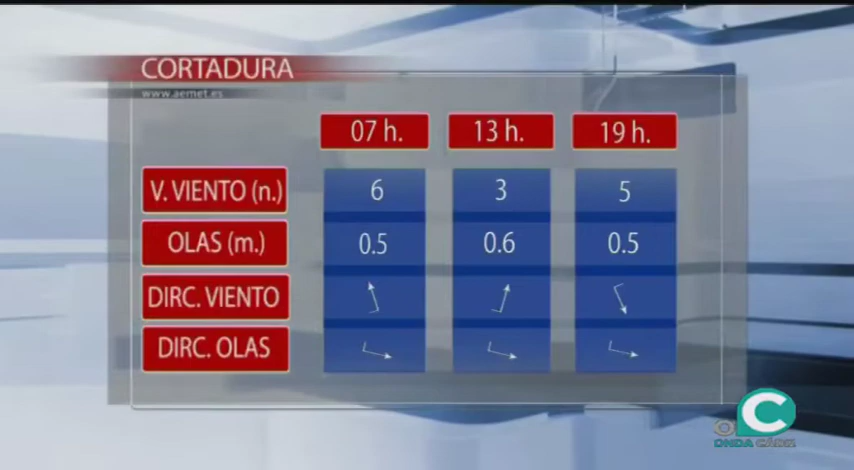 CORTADURA
www.aemet.es
07 h. 13 h. 19 h.
V. VIENTO (n.) 6 3 5
OLAS (m.) 0.5 0.6 0.5
DIRC. VIENTO
DIRC. OLAS
C
ONDA CÁDIZ